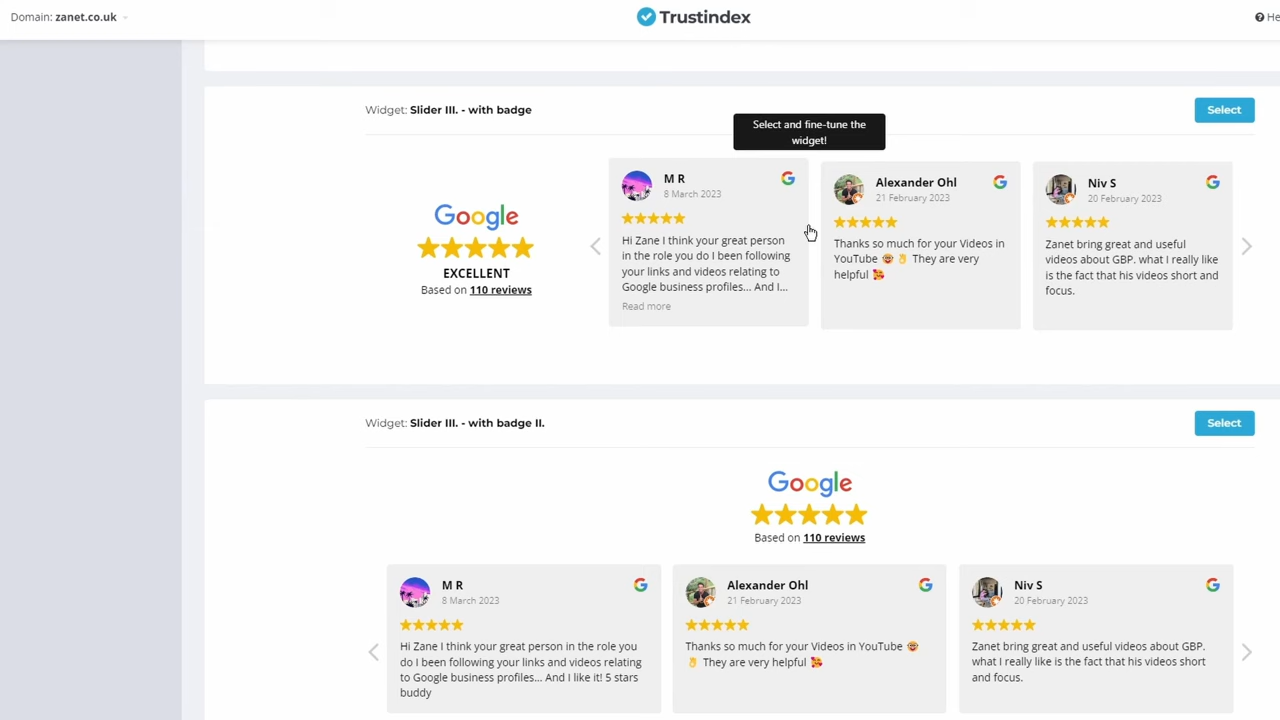 Domain: zanet.co.uk
Trustindex
He
Widget: Slider III. - with badge
Select
Select and fine-tune the
widget!
Google
EXCELLENT
Based on 110 reviews
M R
8 March 2023
Hi Zane I think your great person
in the role you do I been following
your links and videos relating to
Google business profiles... And I...
Read more
Alexander Ohl
21 February 2023
Thanks so much for your Videos in
YouTube 🤠 ✌️ They are very
helpful 🥰
Niv S
20 February 2023
Zanet bring great and useful
videos about GBP. what I really like
is the fact that his videos short and
focus.
Widget: Slider III. - with badge II.
Select
Google
Based on 110 reviews
M R
8 March 2023
Hi Zane I think your great person in the role you
do I been following your links and videos relating
to Google business profiles... And I like it! 5 stars
buddy
Alexander Ohl
21 February 2023
Thanks so much for your Videos in YouTube 🤠
✌️ They are very helpful 🥰
Niv S
20 February 2023
Zanet bring great and useful videos about GBP.
what I really like is the fact that his videos short
and focus.